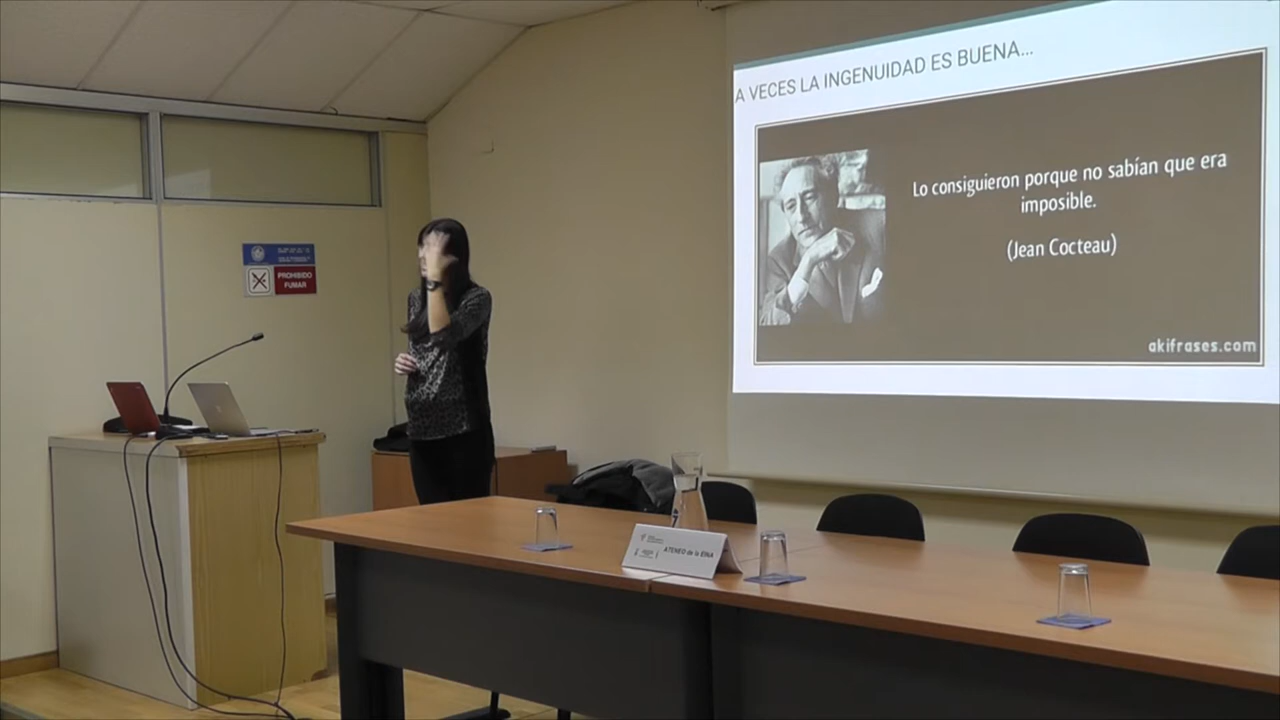 A VECES LA INGENUIDAD ES BUENA...
Lo consiguieron porque no sabían que era
imposible.
(Jean Cocteau)
akifrases.com
PROHIBIDO
FUMAR
ATENEO de la EINA